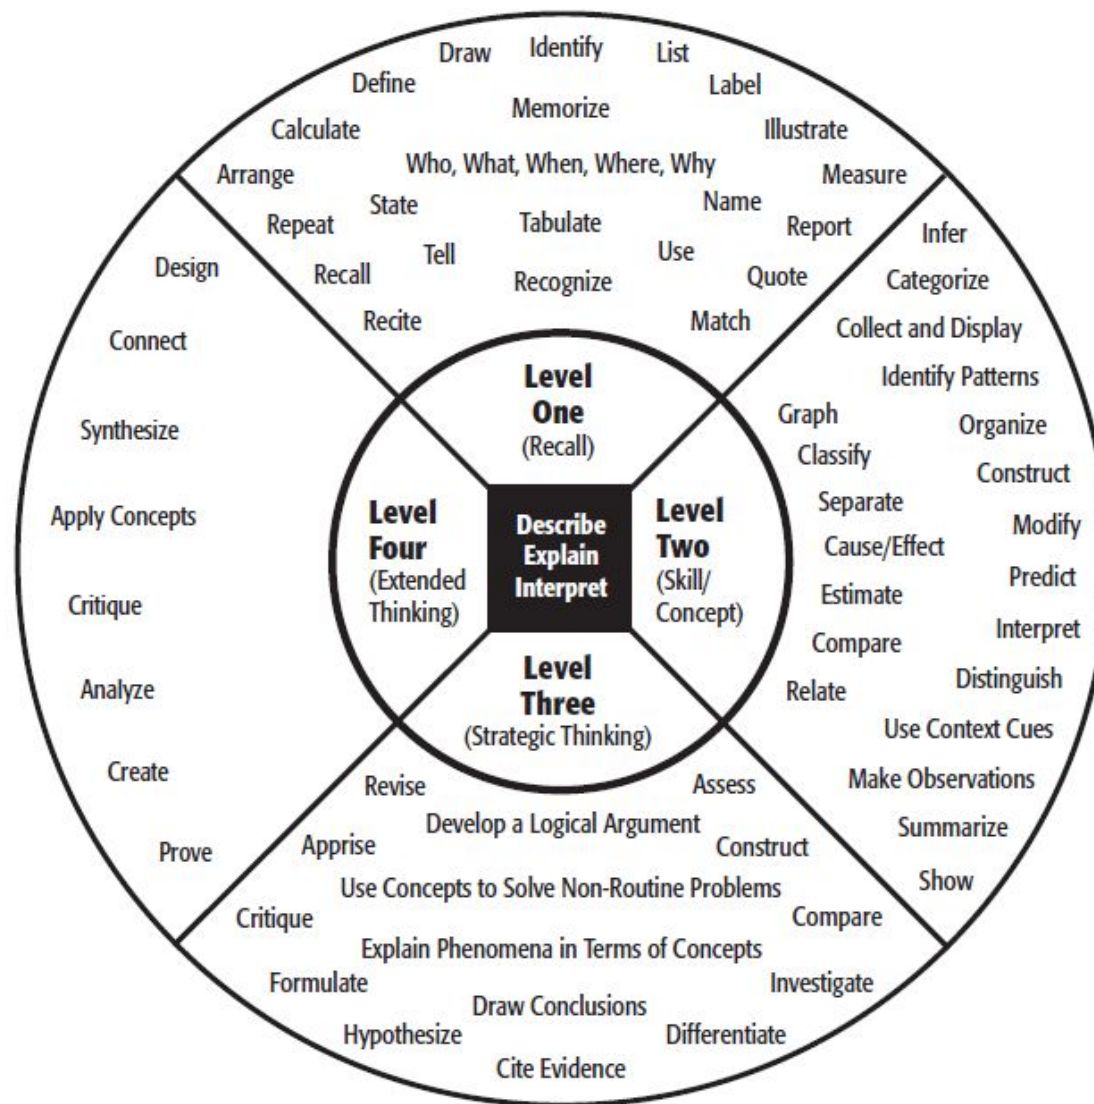 Draw
Identify
List
Define
Label
Memorize
Calculate
Illustrate
Who, What, When, Where, Why
Arrange
Measure
State
Name
Repeat
Tabulate
Report
Tell
Use
Recall
Recognize
Quote
Recite
Match
Level
One
(Recall)
Infer
Categorize
Collect and Display
Identify Patterns
Graph
Organize
Classify
Construct
Separate
Modify
Cause/Effect
Predict
Estimate
Interpret
Compare
Distinguish
Relate
Use Context Cues
Make Observations
Summarize
Show
Level
Two
(Skill/
Concept)
Describe
Explain
Interpret
Level
Four
(Extended
Thinking)
Design
Connect
Synthesize
Apply Concepts
Critique
Analyze
Create
Prove
Level
Three
(Strategic Thinking)
Revise
Assess
Develop a Logical Argument
Apprise
Construct
Use Concepts to Solve Non-Routine Problems
Critique
Compare
Explain Phenomena in Terms of Concepts
Formulate
Investigate
Draw Conclusions
Hypothesize
Differentiate
Cite Evidence